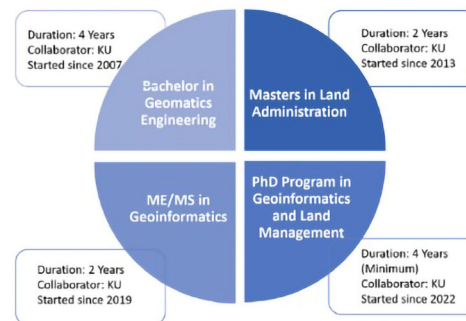 Duration: 4 Years
Collaborator: KU
Started since 2007
Duration: 2 Years
Collaborator: KU
Started since 2013
Bachelor in
Geomatics
Engineering
Masters in Land
Administration
ME/MS in
Geoinformatics
PhD Program in
Geoinformatics
and Land
Management
Duration: 2 Years
Collaborator: KU
Started since 2019
Duration: 4 Years
(Minimum)
Collaborator: KU
Started since 2022